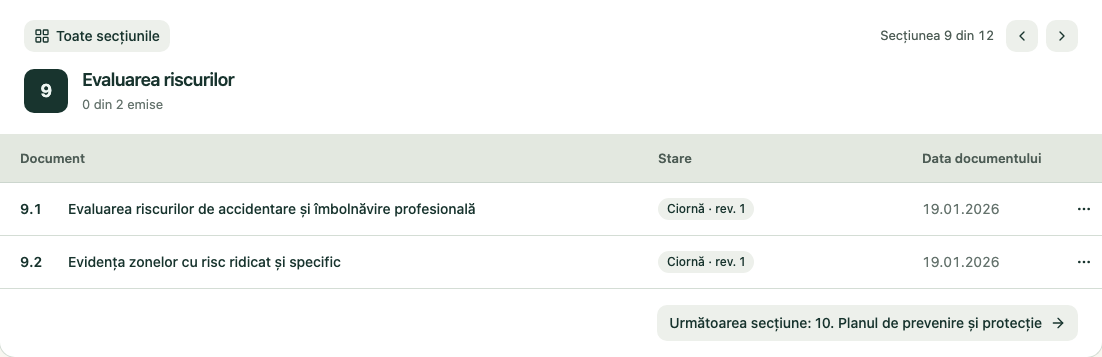 Toate secțiunile
Secțiunea 9 din 12
9
Evaluarea riscurilor
0 din 2 emise
Document Stare Data documentului
9.1 Evaluarea riscurilor de accidentare și îmbolnăvire profesională Ciornă · rev. 1 19.01.2026
9.2 Evidența zonelor cu risc ridicat și specific Ciornă · rev. 1 19.01.2026
Următoarea secțiune: 10. Planul de prevenire și protecție